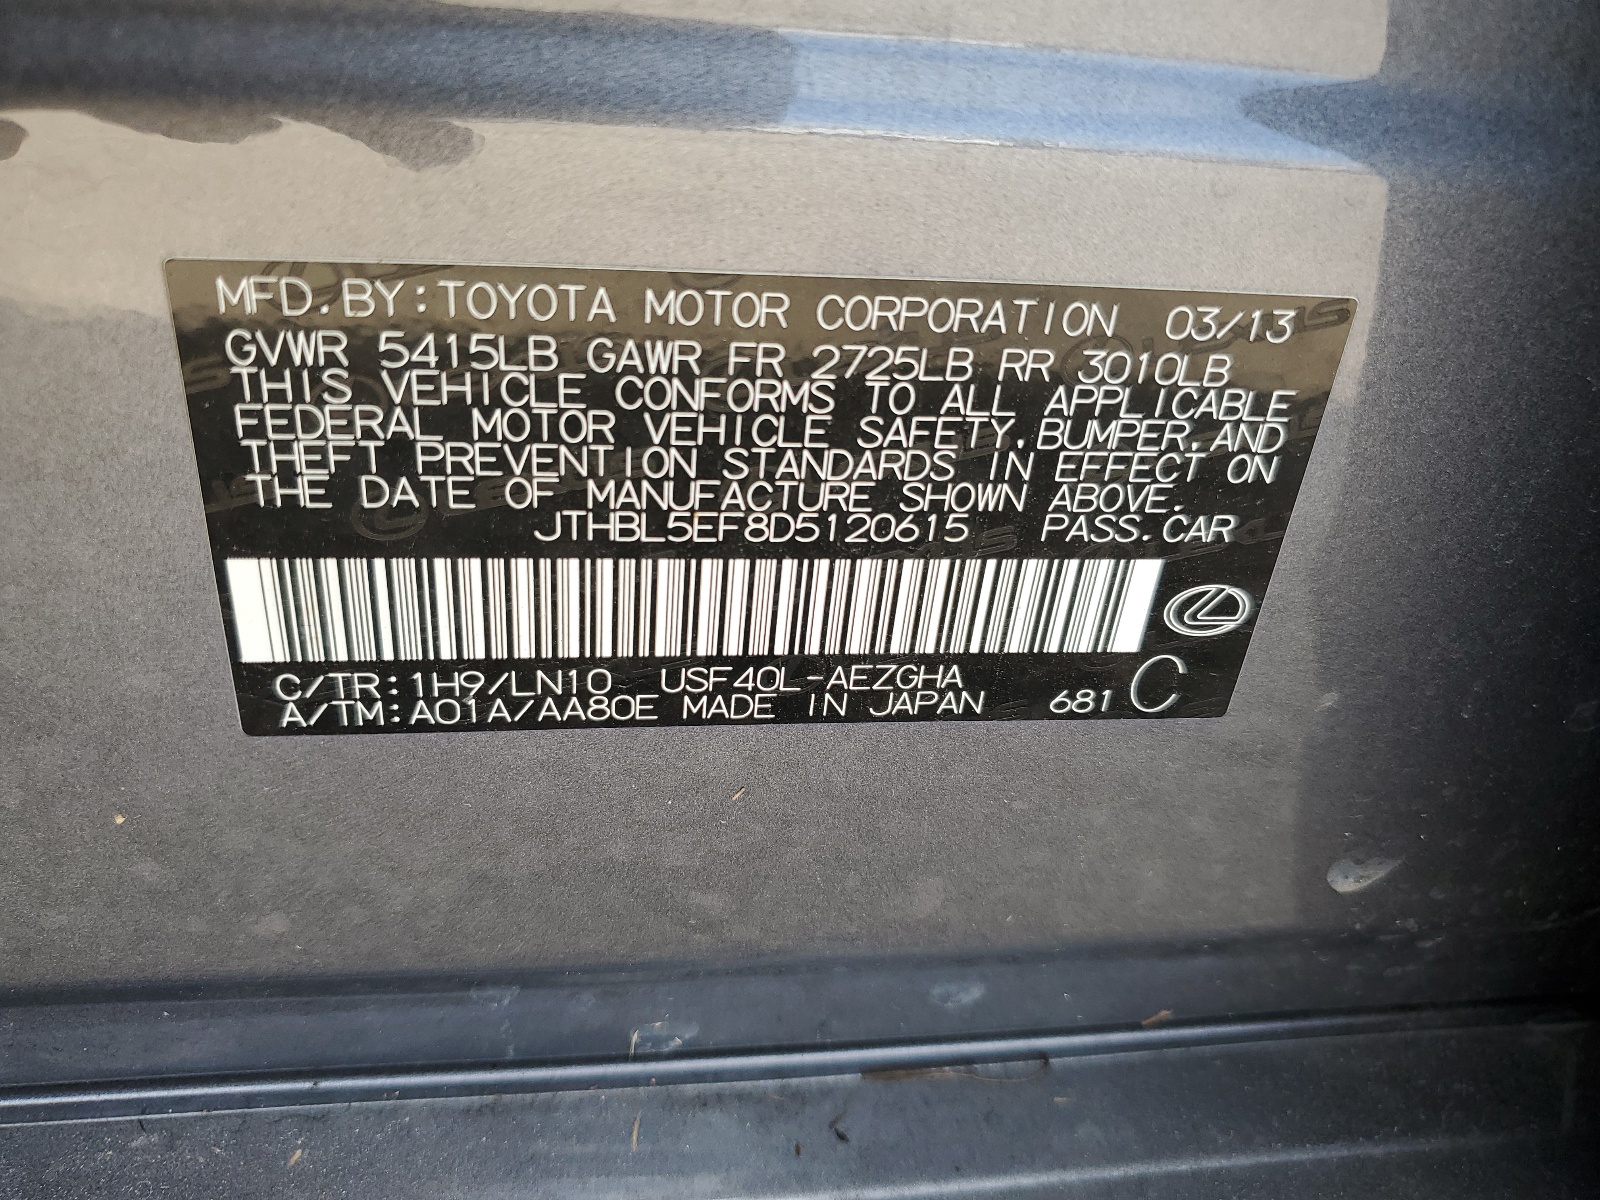 MFD. BY: TOYOTA MOTOR CORPORATION 03/13
GVWR 5415LB GAWR FR 2725LB RR 3010LB
THIS VEHICLE CONFORMS TO ALL APPLICABLE
FEDERAL MOTOR VEHICLE SAFETY, BUMPER, AND
THEFT PREVENTION STANDARDS IN EFFECT ON
THE DATE OF MANUFACTURE SHOWN ABOVE.
JTHBL5EF8D5120615 PASS. CAR
C/TR: 1H9/LN10 USF40L-AEZGHA
A/TM: A01A/AA80E MADE IN JAPAN 681 C